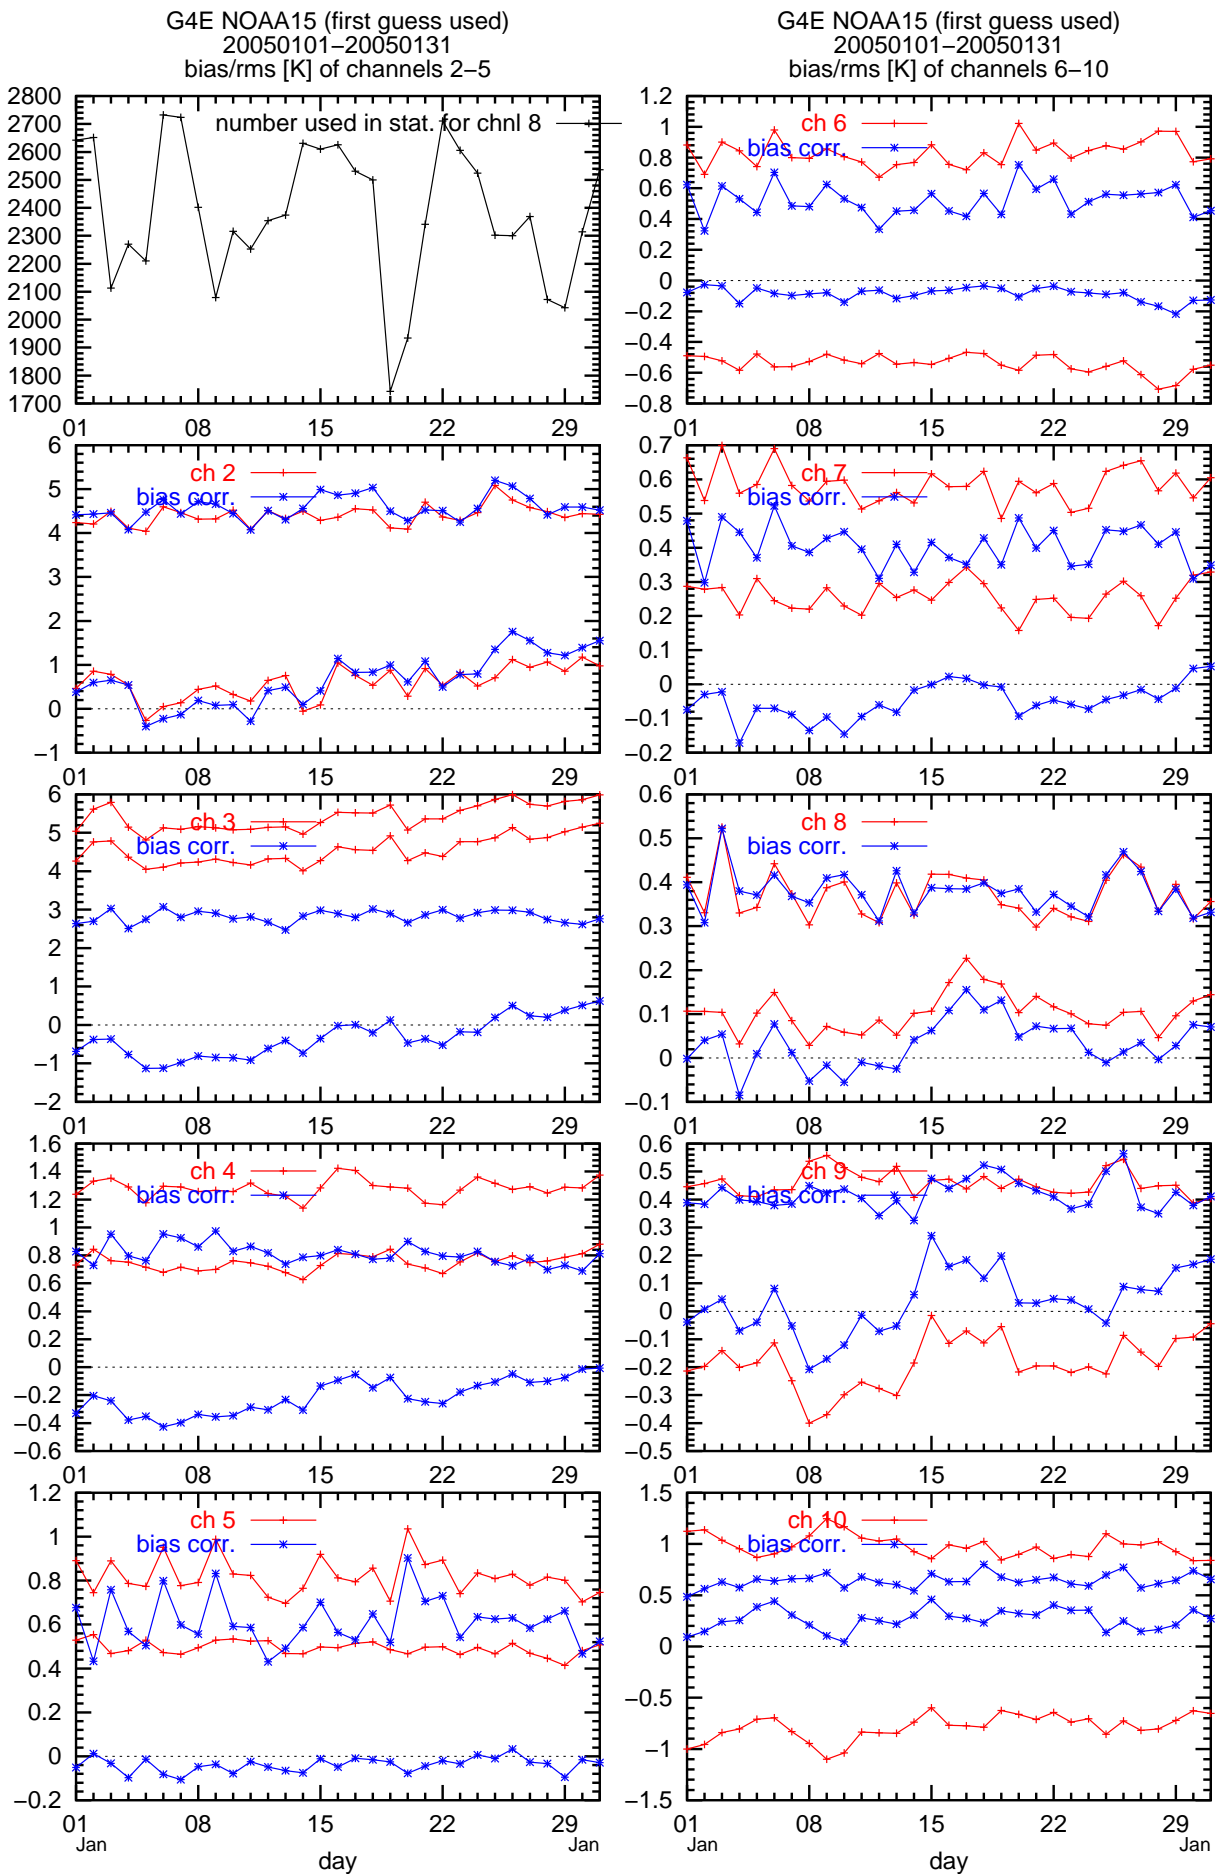 G4E NOAA15 (first guess used)
20050101−20050131
bias/rms [K] of channels 2−5
2800
2700
2600
2500
2400
2300
2200
2100
2000
1900
1800
1700
number used in stat. for chnl 8
01 08 15 22 29
6
5
4
3
2
1
0
−1
ch 2
bias corr.
01 08 15 22 29
6
5
4
3
2
1
0
−1
−2
ch 3
bias corr.
01 08 15 22 29
1.6
1.4
1.2
1
0.8
0.6
0.4
0.2
0
−0.2
−0.4
−0.6
ch 4
bias corr.
01 08 15 22 29
1.2
1
0.8
0.6
0.4
0.2
0
−0.2
ch 5
bias corr.
01 08 15 22 29
Jan Jan
day
G4E NOAA15 (first guess used)
20050101−20050131
bias/rms [K] of channels 6−10
1.2
1
0.8
0.6
0.4
0.2
0
−0.2
−0.4
−0.6
−0.8
ch 6
bias corr.
01 08 15 22 29
0.7
0.6
0.5
0.4
0.3
0.2
0.1
0
−0.1
−0.2
ch 7
bias corr.
01 08 15 22 29
0.6
0.5
0.4
0.3
0.2
0.1
0
−0.1
ch 8
bias corr.
01 08 15 22 29
0.6
0.5
0.4
0.3
0.2
0.1
0
−0.1
−0.2
−0.3
−0.4
−0.5
ch 9
bias corr.
01 08 15 22 29
1.5
1
0.5
0
−0.5
−1
−1.5
ch 10
bias corr.
01 08 15 22 29
Jan Jan
day